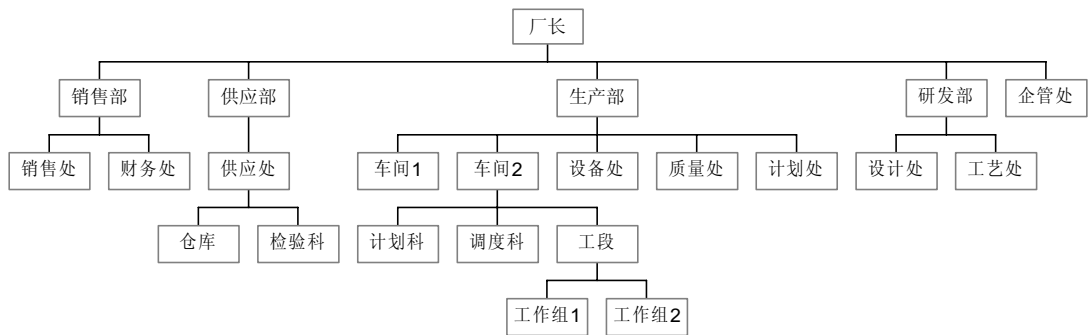 厂长
销售部
供应部
生产部
研发部
企管处
销售处
财务处
供应处
车间1
车间2
设备处
质量处
计划处
设计处
工艺处
仓库
检验科
计划科
调度科
工段
工作组1
工作组2